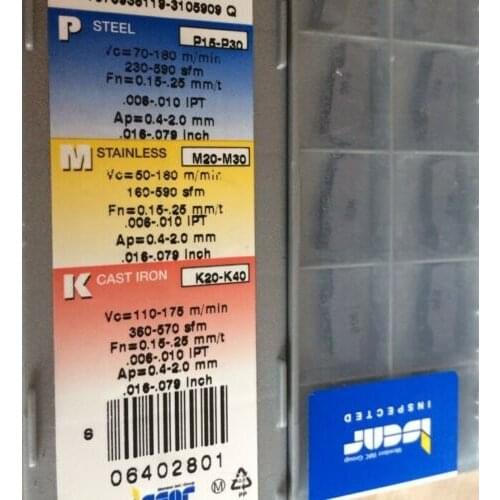 P STEEL P15-P30
Vc=70-180 m/min
230-590 sfm
Fn=0.15-.25 mm/t
.006-.010 IPT
Ap=0.4-2.0 mm
.016-.079 inch
M STAINLESS M20-M30
Vc=50-180 m/min
160-590 sfm
Fn=0.15-.25 mm/t
.006-.010 IPT
Ap=0.4-2.0 mm
.016-.079 inch
K CAST IRON K20-K40
Vc=110-175 m/min
360-570 sfm
Fn=0.15-.25 mm/t
.006-.010 IPT
Ap=0.4-2.0 mm
.016-.079 inch
06402801
M
iscar
Member IMC Group
iscar
INSPECTED